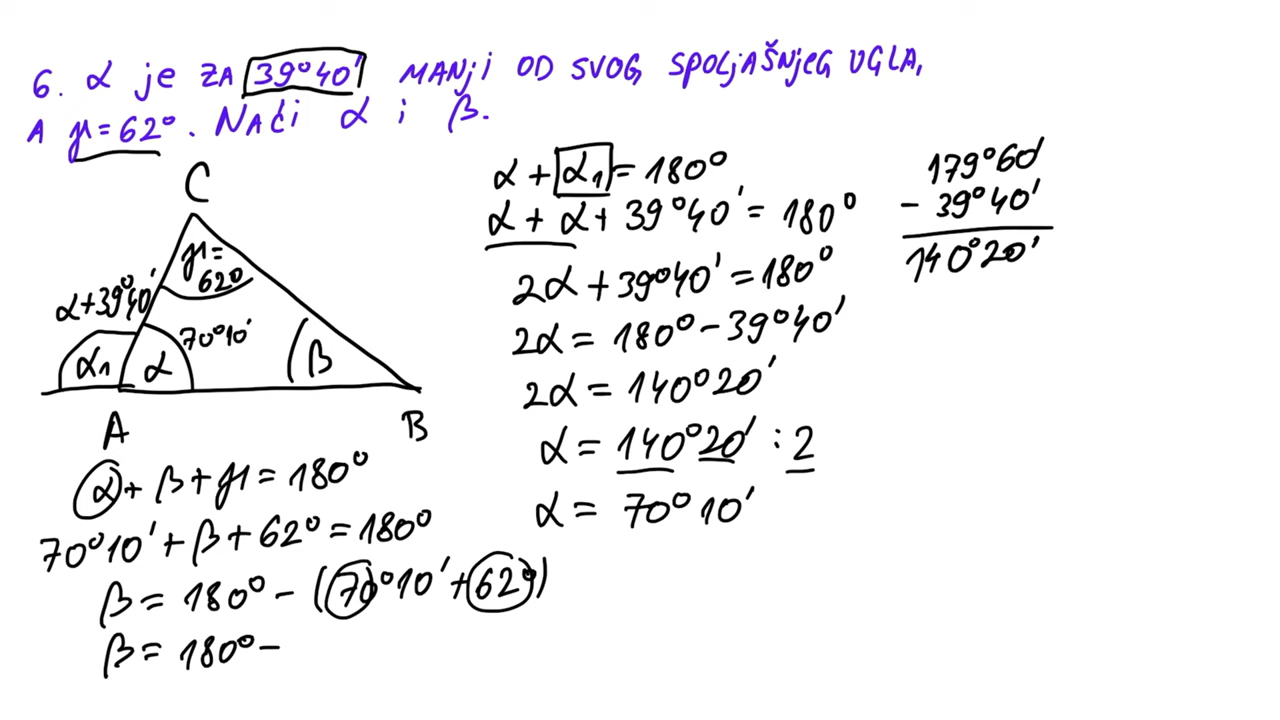 6. α je ZA 39°40' MANji OD SVOG SPOLjAŠNjEG UGLA,
A γ=62°. NAĆi α i β.
C
γ=
62°
α+39°40'
70°10'
α₁ α β
A B
α + β + γ = 180°
70°10' + β + 62° = 180°
β = 180° - (70°10' + 62°)
β = 180° -
α + α₁ = 180°
α + α + 39°40' = 180°
2α + 39°40' = 180°
2α = 180° - 39°40'
2α = 140°20'
α = 140°20' : 2
α = 70°10'
179°60'
- 39°40'
140°20'